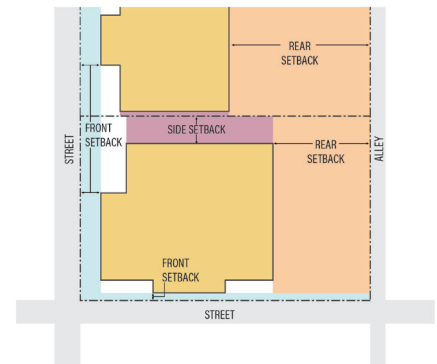 REAR
SETBACK
FRONT
SETBACK
SIDE SETBACK
REAR
SETBACK
STREET
ALLEY
FRONT
SETBACK
STREET